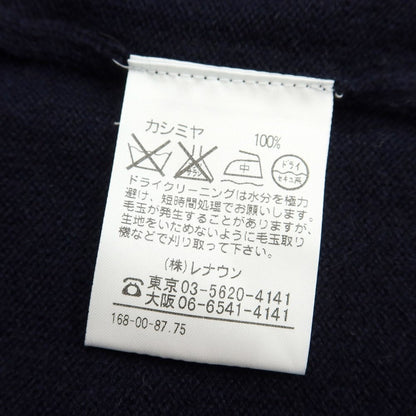 カシミヤ 100%
中 ドライ セキユ系
ドライクリーニングは水分を極力
避け、短時間処理でお願いします。
毛玉が発生することがありますが、
生地をいためないように毛玉取り
機などで刈り取って下さい。
(株)レナウン
☎東京03-5620-4141
大阪06-6541-4141
168-00-87.75